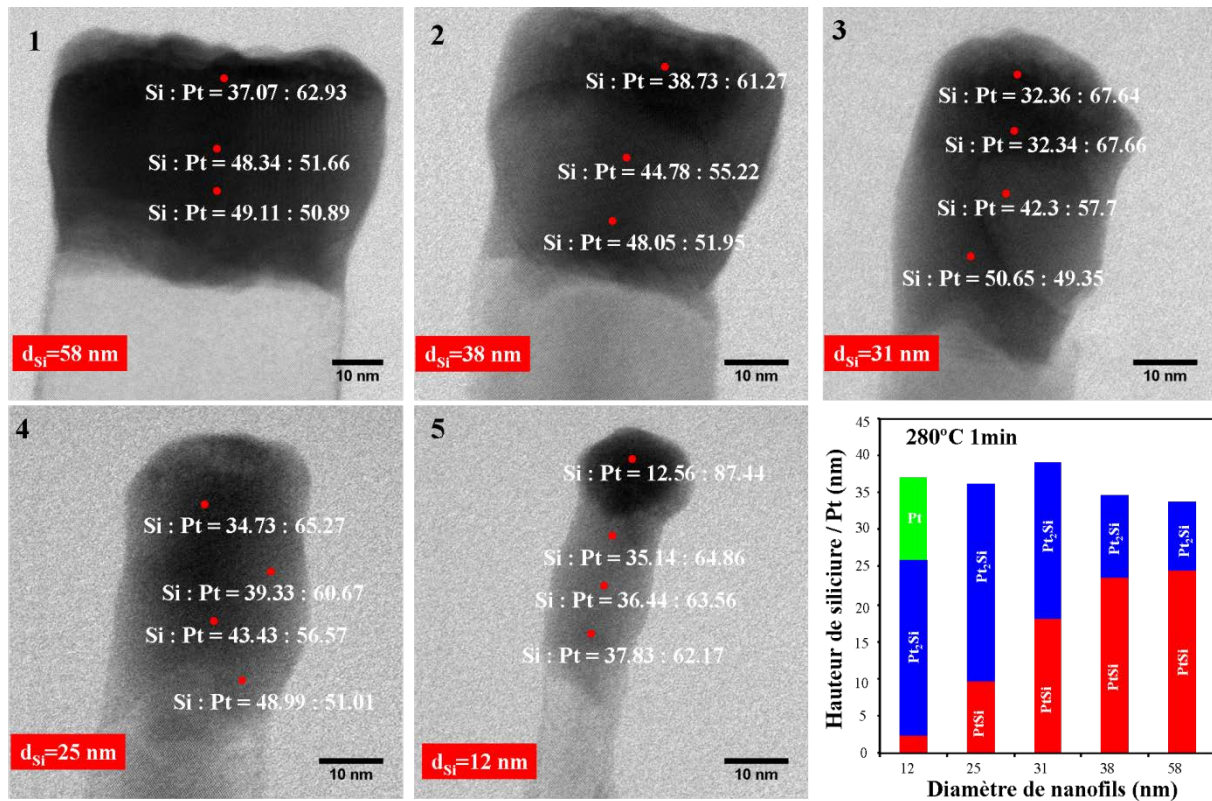 1
Si : Pt = 37.07 : 62.93
Si : Pt = 48.34 : 51.66
Si : Pt = 49.11 : 50.89
d_Si=58 nm
10 nm
2
Si : Pt = 38.73 : 61.27
Si : Pt = 44.78 : 55.22
Si : Pt = 48.05 : 51.95
d_Si=38 nm
10 nm
3
Si : Pt = 32.36 : 67.64
Si : Pt = 32.34 : 67.66
Si : Pt = 42.3 : 57.7
Si : Pt = 50.65 : 49.35
d_Si=31 nm
10 nm
4
Si : Pt = 34.73 : 65.27
Si : Pt = 39.33 : 60.67
Si : Pt = 43.43 : 56.57
Si : Pt = 48.99 : 51.01
d_Si=25 nm
10 nm
5
Si : Pt = 12.56 : 87.44
Si : Pt = 35.14 : 64.86
Si : Pt = 36.44 : 63.56
Si : Pt = 37.83 : 62.17
d_Si=12 nm
10 nm
280°C 1min
Hauteur de siliciure / Pt (nm)
45
40
35
30
25
20
15
10
5
0
Pt
Pt₂Si
Pt₂Si
PtSi
Pt₂Si
PtSi
Pt₂Si
PtSi
Pt₂Si
PtSi
12 25 31 38 58
Diamètre de nanofils (nm)